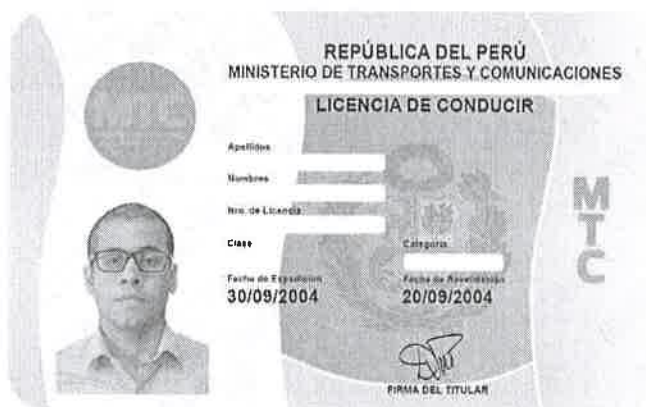 REPÚBLICA DEL PERÚ
MINISTERIO DE TRANSPORTES Y COMUNICACIONES
LICENCIA DE CONDUCIR
Apellidos
Nombres
Nro. de Licencia
Clase
Categoría
Fecha de Expedición
Fecha de Revalidación
30/09/2004
20/09/2004
FIRMA DEL TITULAR
MTC